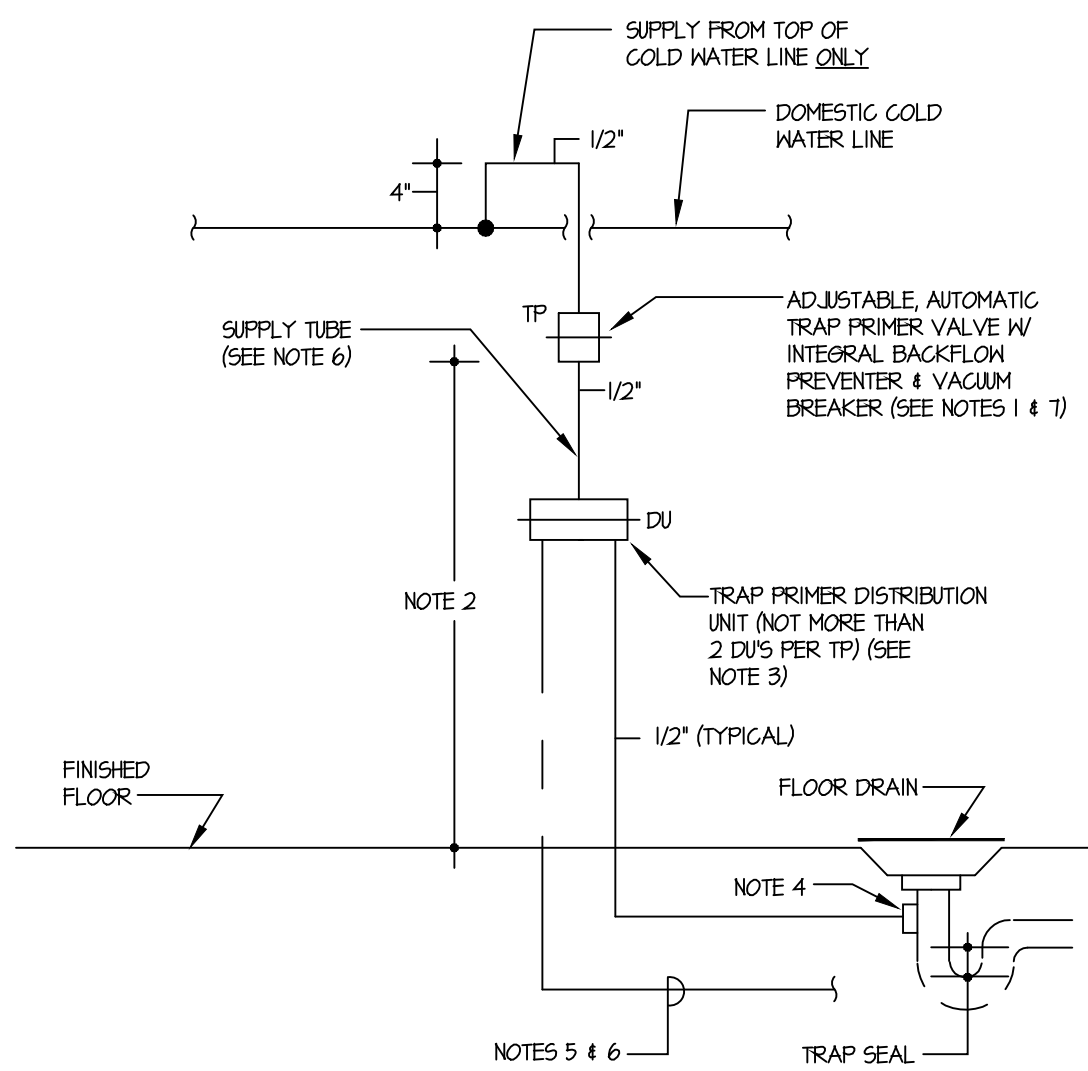 SUPPLY FROM TOP OF
COLD WATER LINE ONLY
DOMESTIC COLD
WATER LINE
1/2"
4"
TP
ADJUSTABLE, AUTOMATIC
TRAP PRIMER VALVE W/
INTEGRAL BACKFLOW
PREVENTER & VACUUM
BREAKER (SEE NOTES 1 & 7)
SUPPLY TUBE
(SEE NOTE 6)
1/2"
DU
TRAP PRIMER DISTRIBUTION
UNIT (NOT MORE THAN
2 DU'S PER TP) (SEE
NOTE 3)
NOTE 2
1/2" (TYPICAL)
FINISHED
FLOOR
FLOOR DRAIN
NOTE 4
NOTES 5 & 6
TRAP SEAL